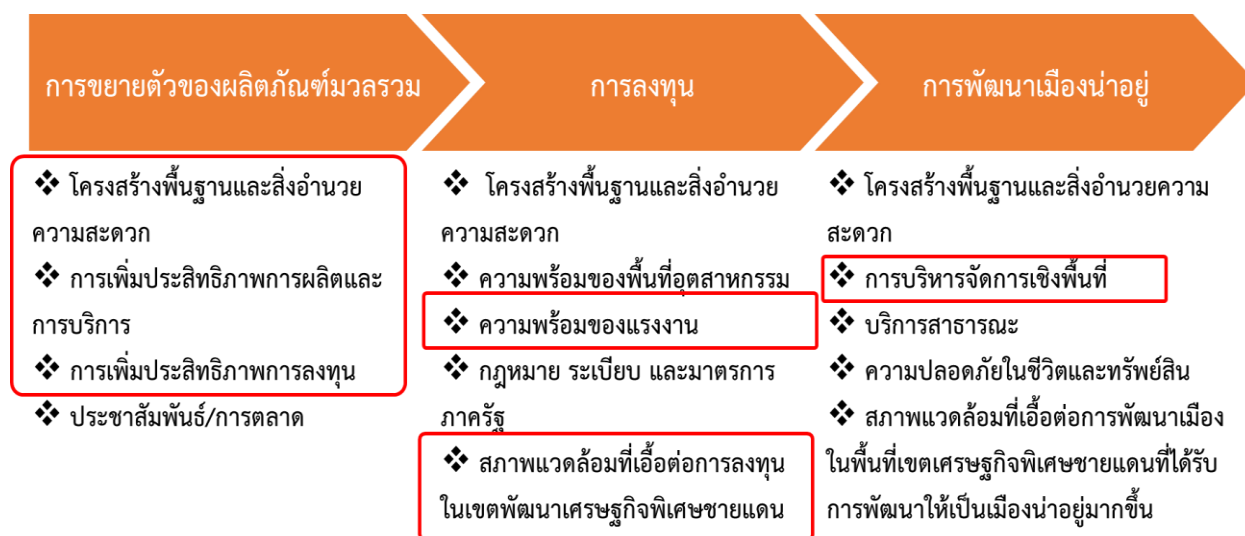 การขยายตัวของผลิตภัณฑ์มวลรวม
การลงทุน
การพัฒนาเมืองน่าอยู่
❖ โครงสร้างพื้นฐานและสิ่งอำนวย
ความสะดวก
❖ การเพิ่มประสิทธิภาพการผลิตและ
การบริการ
❖ การเพิ่มประสิทธิภาพการลงทุน
❖ ประชาสัมพันธ์/การตลาด
❖ โครงสร้างพื้นฐานและสิ่งอำนวย
ความสะดวก
❖ ความพร้อมของพื้นที่อุตสาหกรรม
❖ ความพร้อมของแรงงาน
❖ กฎหมาย ระเบียบ และมาตรการ
ภาครัฐ
❖ สภาพแวดล้อมที่เอื้อต่อการลงทุน
ในเขตพัฒนาเศรษฐกิจพิเศษชายแดน
❖ โครงสร้างพื้นฐานและสิ่งอำนวยความ
สะดวก
❖ การบริหารจัดการเชิงพื้นที่
❖ บริการสาธารณะ
❖ ความปลอดภัยในชีวิตและทรัพย์สิน
❖ สภาพแวดล้อมที่เอื้อต่อการพัฒนาเมือง
ในพื้นที่เขตเศรษฐกิจพิเศษชายแดนที่ได้รับ
การพัฒนาให้เป็นเมืองน่าอยู่มากขึ้น